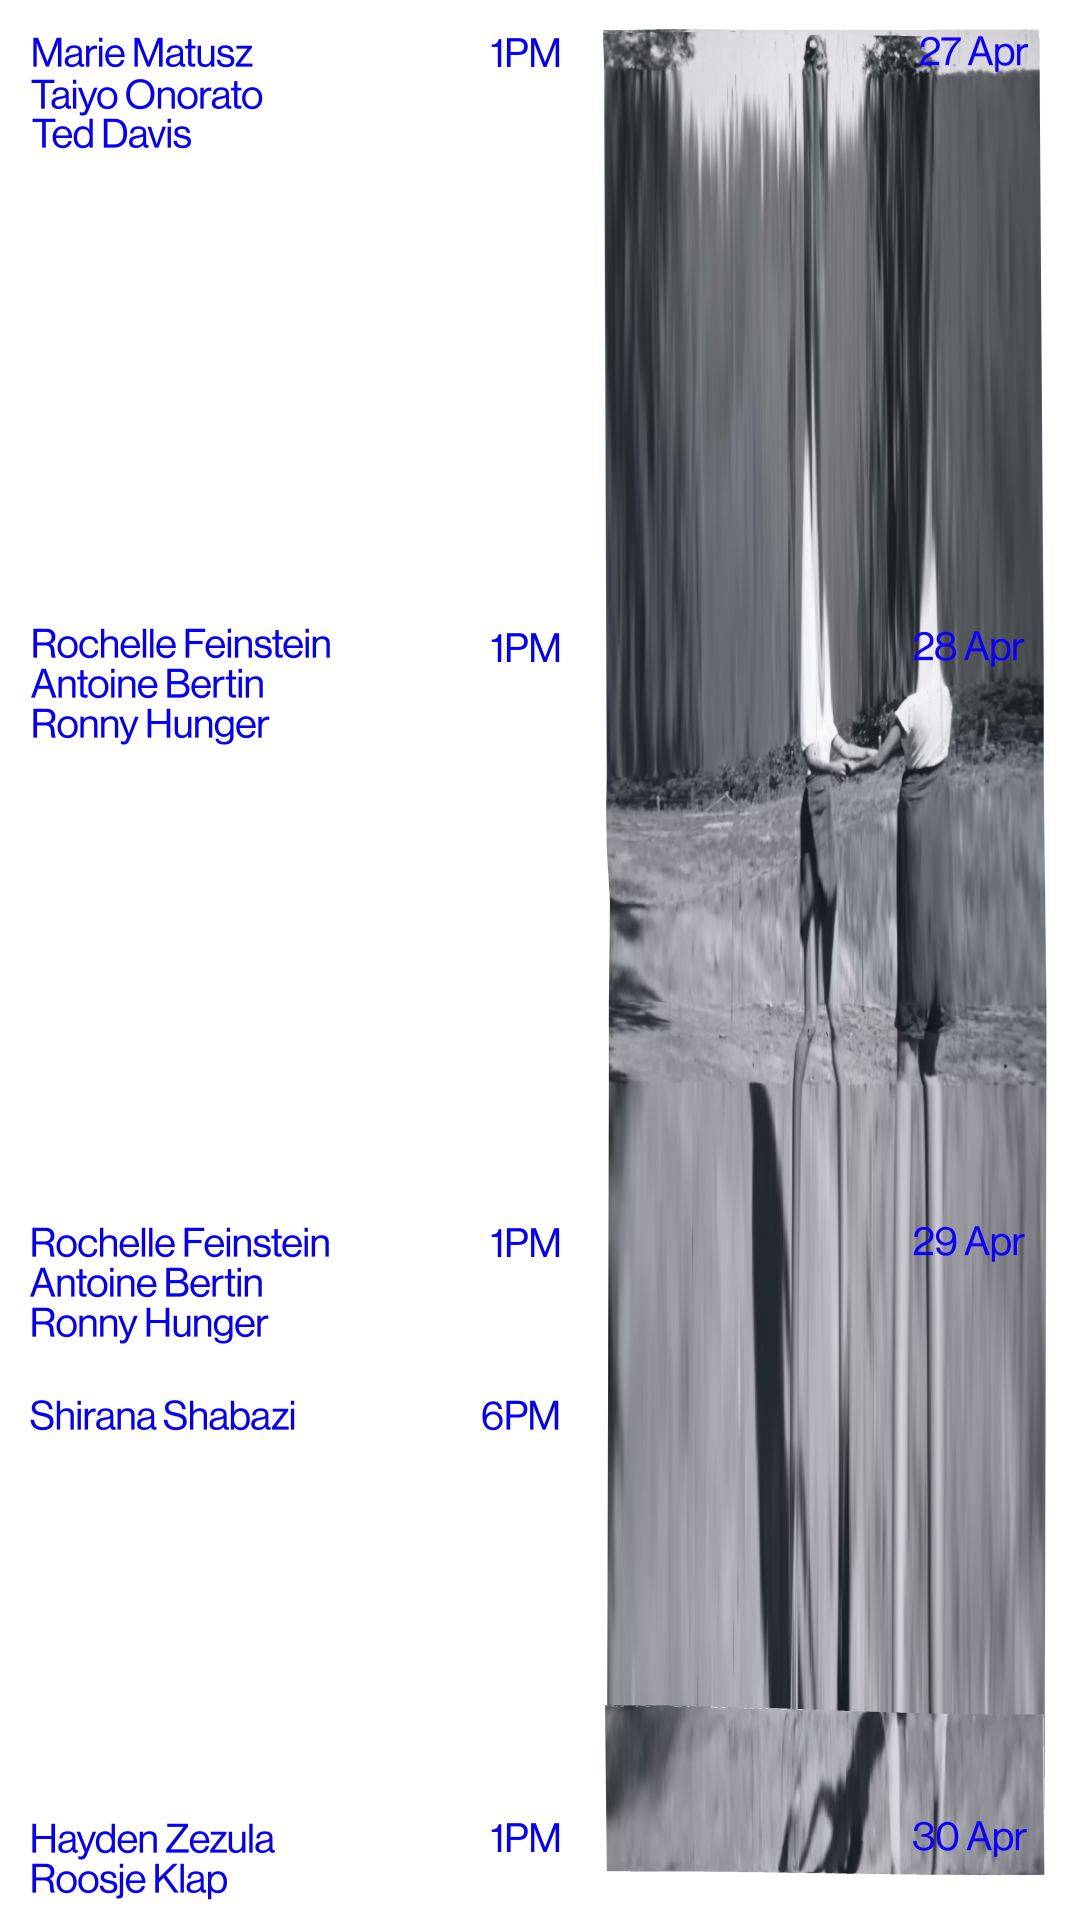 Marie Matusz 1PM 27 Apr
Taiyo Onorato
Ted Davis
Rochelle Feinstein 1PM 28 Apr
Antoine Bertin
Ronny Hunger
Rochelle Feinstein 1PM 29 Apr
Antoine Bertin
Ronny Hunger
Shirana Shabazi 6PM
Hayden Zezula 1PM 30 Apr
Roosje Klap